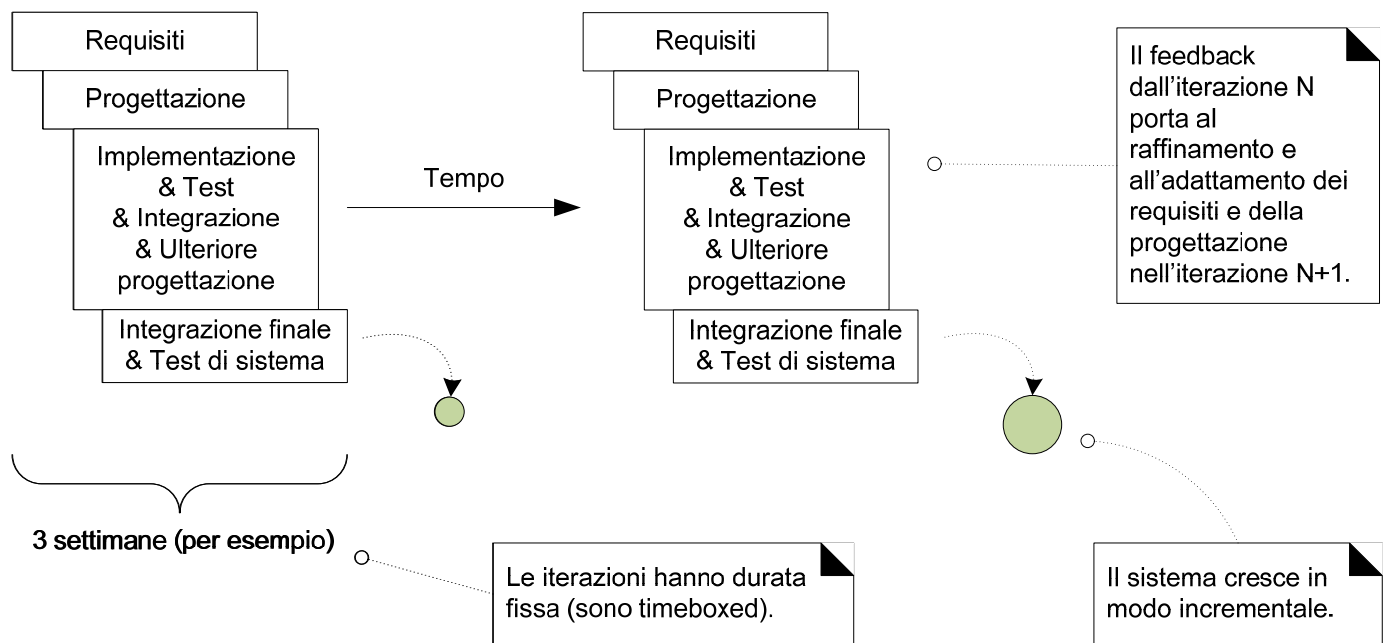 Requisiti
Progettazione
Implementazione
& Test
& Integrazione
& Ulteriore
progettazione
Integrazione finale
& Test di sistema
Tempo
Requisiti
Progettazione
Implementazione
& Test
& Integrazione
& Ulteriore
progettazione
Integrazione finale
& Test di sistema
Il feedback
dall'iterazione N
porta al
raffinamento e
all'adattamento dei
requisiti e della
progettazione
nell'iterazione N+1.
3 settimane (per esempio)
Le iterazioni hanno durata
fissa (sono timeboxed).
Il sistema cresce in
modo incrementale.